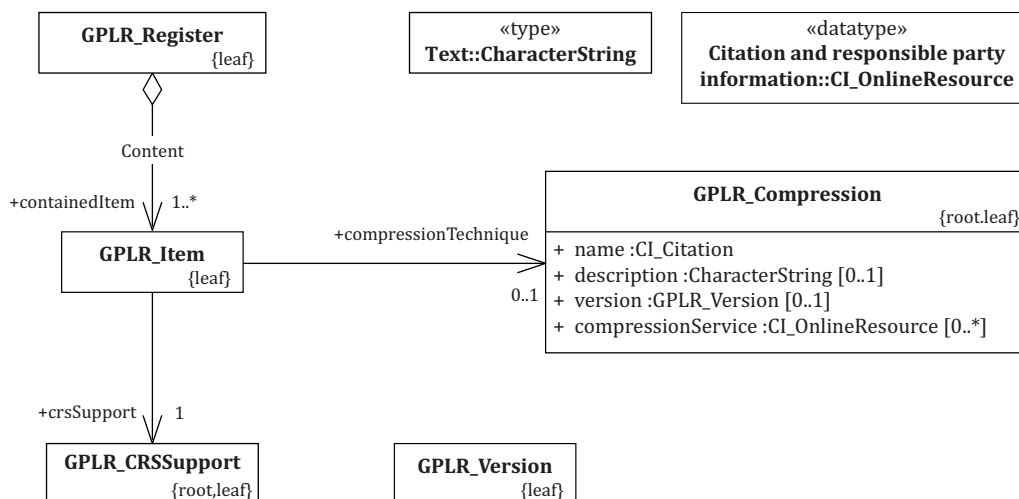 GPLR_Register
{leaf}
«type»
Text::CharacterString
«datatype»
Citation and responsible party
information::CI_OnlineResource
Content
+containedItem
1..*
GPLR_Item
{leaf}
+compressionTechnique
0..1
GPLR_Compression
{root.leaf}
+ name :CI_Citation
+ description :CharacterString [0..1]
+ version :GPLR_Version [0..1]
+ compressionService :CI_OnlineResource [0..*]
+crsSupport
1
GPLR_CRSSupport
{root,leaf}
GPLR_Version
{leaf}